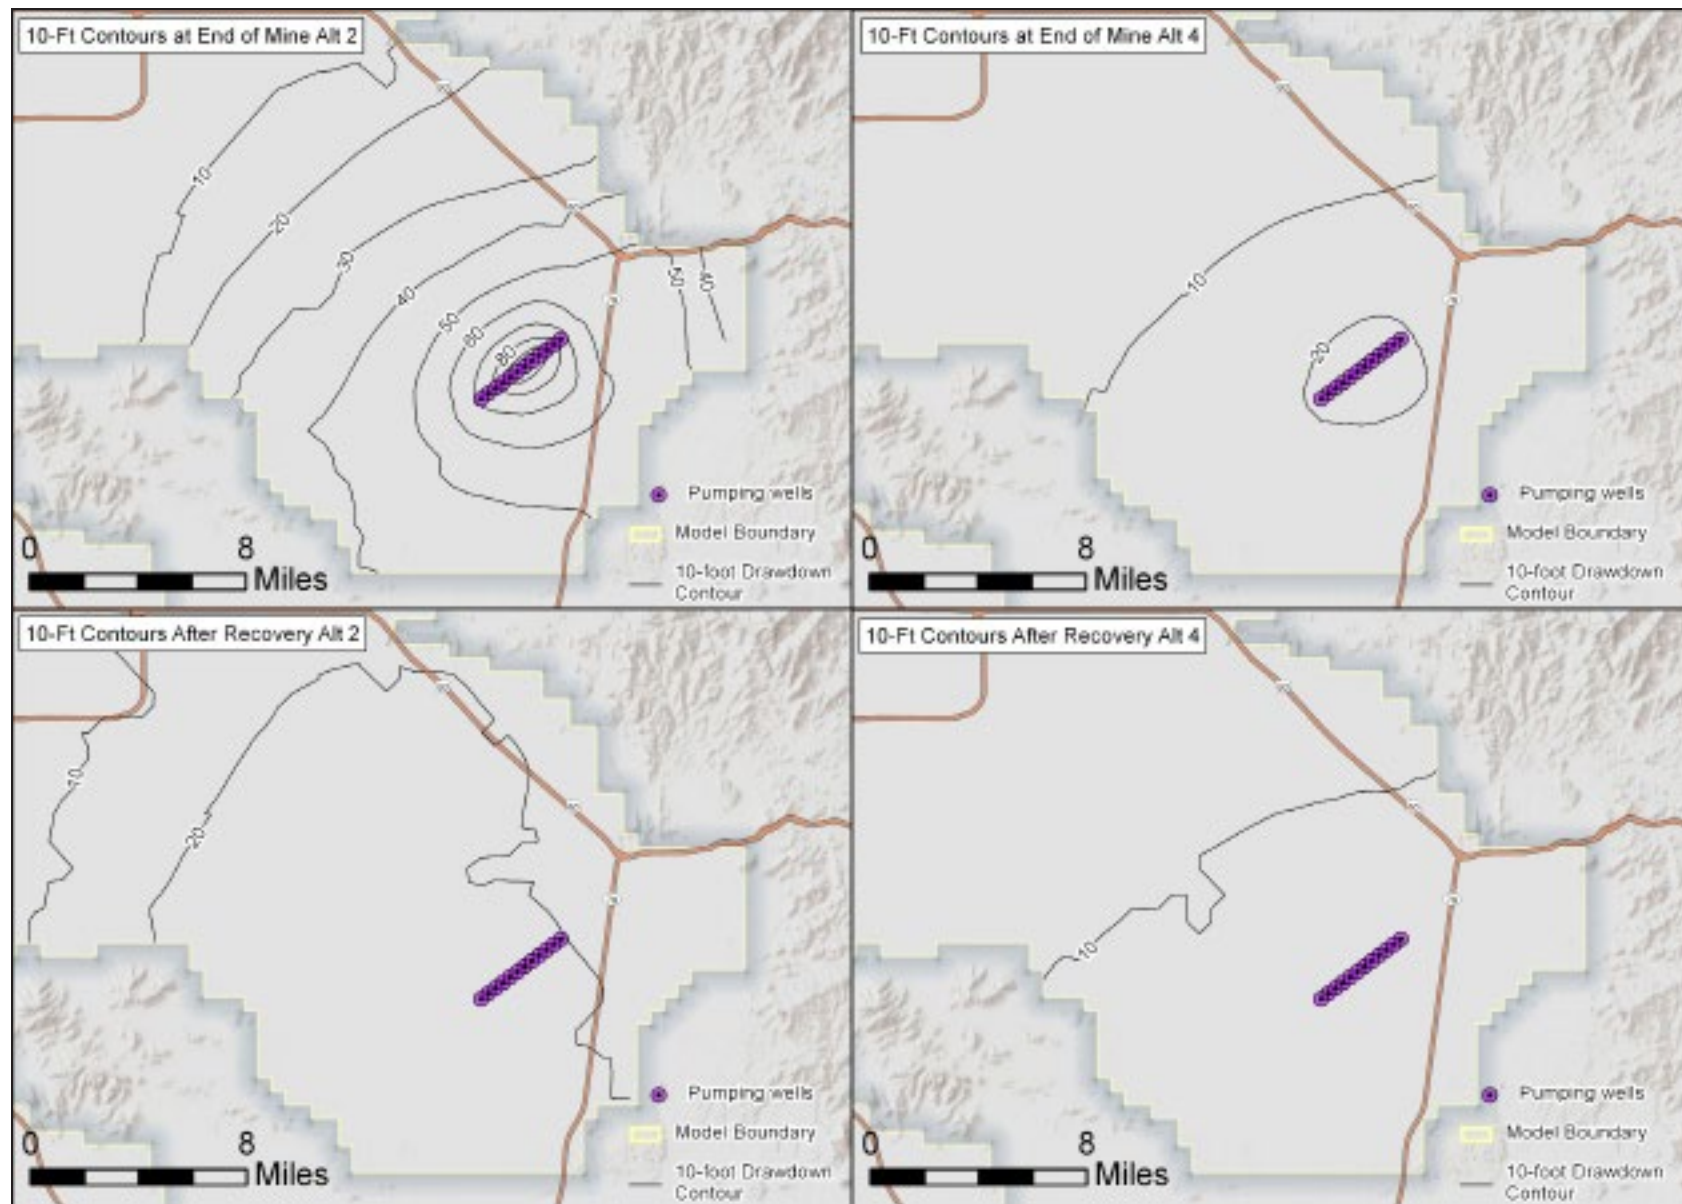 10-Ft Contours at End of Mine Alt 2
10
20
30
40
50
60
80
50
40
Pumping wells
Model Boundary
10-foot Drawdown
Contour
0 8
Miles
10-Ft Contours at End of Mine Alt 4
10
20
Pumping wells
Model Boundary
10-foot Drawdown
Contour
0 8
Miles
10-Ft Contours After Recovery Alt 2
10
20
Pumping wells
Model Boundary
10-foot Drawdown
Contour
0 8
Miles
10-Ft Contours After Recovery Alt 4
10
Pumping wells
Model Boundary
10-foot Drawdown
Contour
0 8
Miles